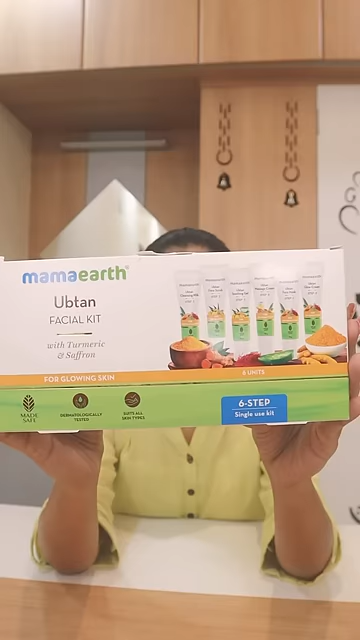 mamaearth
Ubtan
FACIAL KIT
with Turmeric
& Saffron
FOR GLOWING SKIN
6 UNITS
MADE
SAFE
DERMATOLOGICALLY
TESTED
SUITS ALL
SKIN TYPES
6-STEP
Single use kit